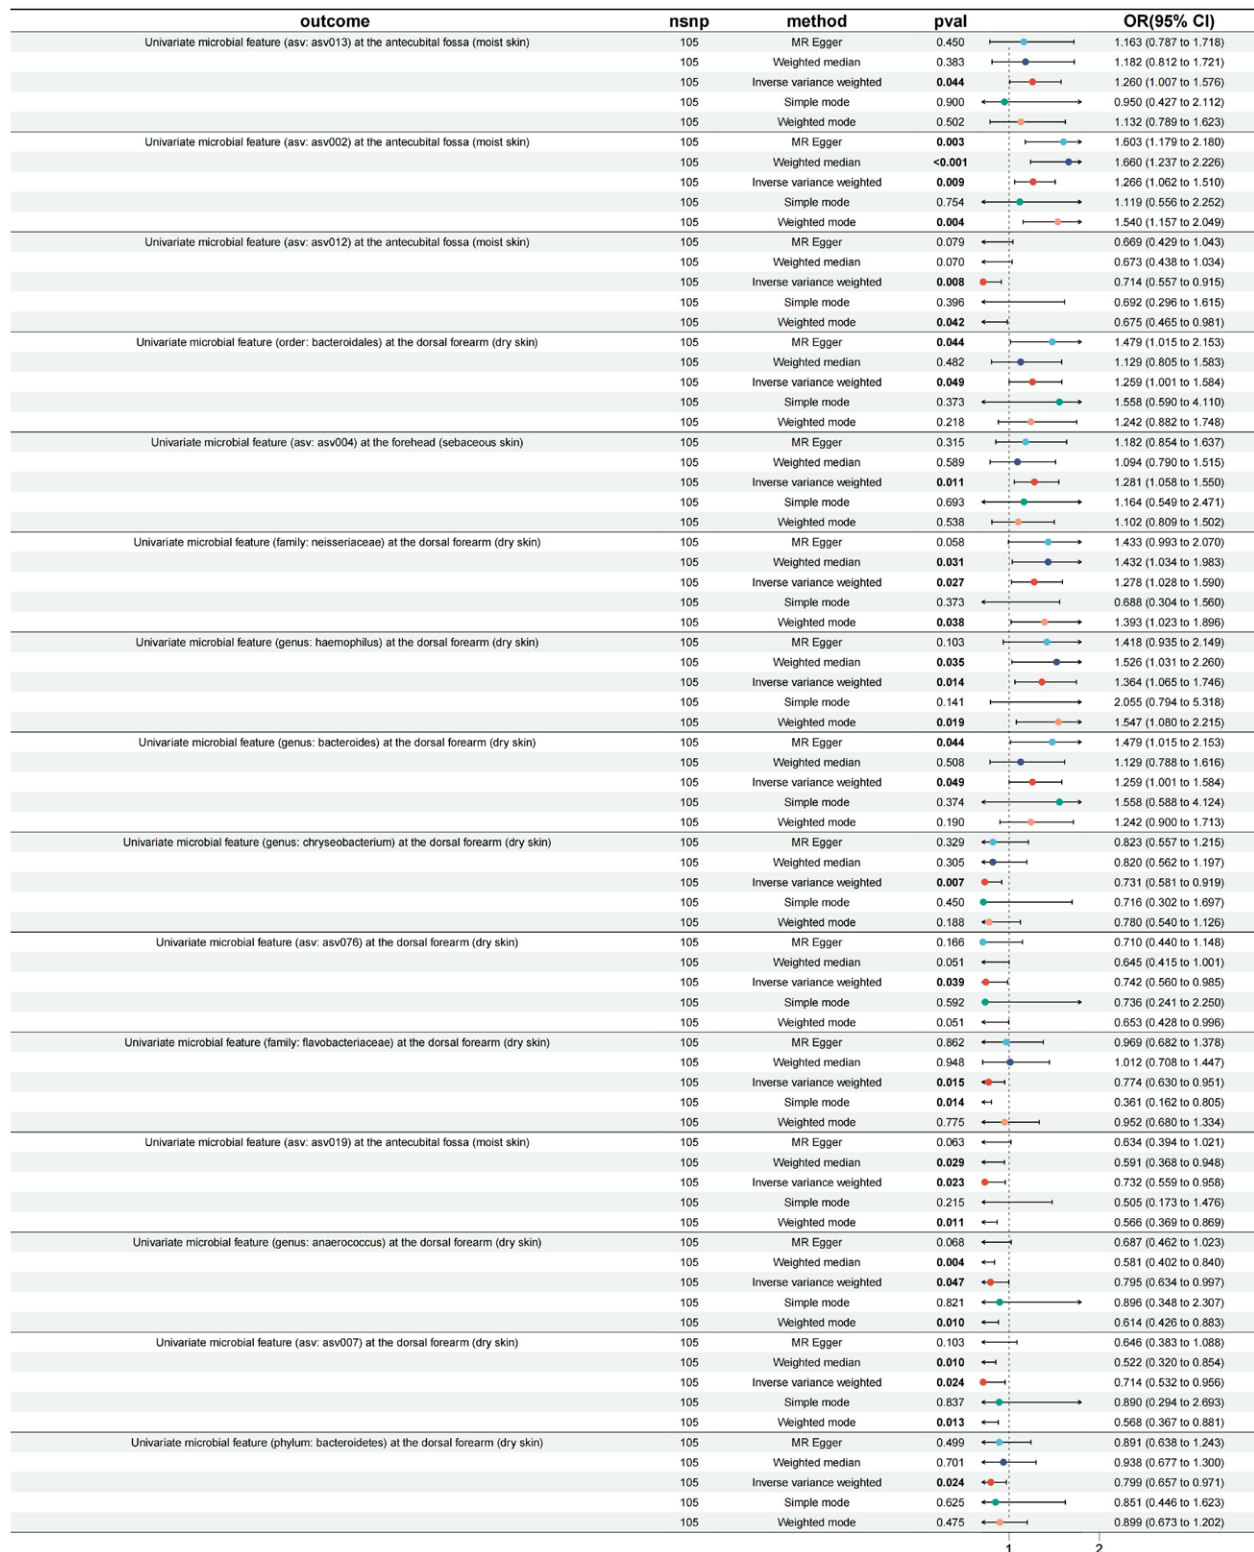 outcome nsnp method pval OR(95% CI)
Univariate microbial feature (asv: asv013) at the antecubital fossa (moist skin) 105 MR Egger 0.450 1.163 (0.787 to 1.718)
105 Weighted median 0.383 1.182 (0.812 to 1.721)
105 Inverse variance weighted 0.044 1.260 (1.007 to 1.576)
105 Simple mode 0.900 0.950 (0.427 to 2.112)
105 Weighted mode 0.502 1.132 (0.789 to 1.623)
Univariate microbial feature (asv: asv002) at the antecubital fossa (moist skin) 105 MR Egger 0.003 1.603 (1.179 to 2.180)
105 Weighted median <0.001 1.660 (1.237 to 2.226)
105 Inverse variance weighted 0.009 1.266 (1.062 to 1.510)
105 Simple mode 0.754 1.119 (0.556 to 2.252)
105 Weighted mode 0.004 1.540 (1.157 to 2.049)
Univariate microbial feature (asv: asv012) at the antecubital fossa (moist skin) 105 MR Egger 0.079 0.669 (0.429 to 1.043)
105 Weighted median 0.070 0.673 (0.438 to 1.034)
105 Inverse variance weighted 0.008 0.714 (0.557 to 0.915)
105 Simple mode 0.396 0.692 (0.296 to 1.615)
105 Weighted mode 0.042 0.675 (0.465 to 0.981)
Univariate microbial feature (order: bacteroidales) at the dorsal forearm (dry skin) 105 MR Egger 0.044 1.479 (1.015 to 2.153)
105 Weighted median 0.482 1.129 (0.805 to 1.583)
105 Inverse variance weighted 0.049 1.259 (1.001 to 1.584)
105 Simple mode 0.373 1.558 (0.590 to 4.110)
105 Weighted mode 0.218 1.242 (0.882 to 1.748)
Univariate microbial feature (asv: asv004) at the forehead (sebaceous skin) 105 MR Egger 0.315 1.182 (0.854 to 1.637)
105 Weighted median 0.589 1.094 (0.790 to 1.515)
105 Inverse variance weighted 0.011 1.281 (1.058 to 1.550)
105 Simple mode 0.693 1.164 (0.549 to 2.471)
105 Weighted mode 0.538 1.102 (0.809 to 1.502)
Univariate microbial feature (family: neisseriaceae) at the dorsal forearm (dry skin) 105 MR Egger 0.058 1.433 (0.993 to 2.070)
105 Weighted median 0.031 1.432 (1.034 to 1.983)
105 Inverse variance weighted 0.027 1.278 (1.028 to 1.590)
105 Simple mode 0.373 0.688 (0.304 to 1.560)
105 Weighted mode 0.038 1.393 (1.023 to 1.896)
Univariate microbial feature (genus: haemophilus) at the dorsal forearm (dry skin) 105 MR Egger 0.103 1.418 (0.935 to 2.149)
105 Weighted median 0.035 1.526 (1.031 to 2.260)
105 Inverse variance weighted 0.014 1.364 (1.065 to 1.746)
105 Simple mode 0.141 2.055 (0.794 to 5.318)
105 Weighted mode 0.019 1.547 (1.080 to 2.215)
Univariate microbial feature (genus: bacteroides) at the dorsal forearm (dry skin) 105 MR Egger 0.044 1.479 (1.015 to 2.153)
105 Weighted median 0.508 1.129 (0.788 to 1.616)
105 Inverse variance weighted 0.049 1.259 (1.001 to 1.584)
105 Simple mode 0.374 1.558 (0.588 to 4.124)
105 Weighted mode 0.190 1.242 (0.900 to 1.713)
Univariate microbial feature (genus: chryseobacterium) at the dorsal forearm (dry skin) 105 MR Egger 0.329 0.823 (0.557 to 1.215)
105 Weighted median 0.305 0.820 (0.562 to 1.197)
105 Inverse variance weighted 0.007 0.731 (0.581 to 0.919)
105 Simple mode 0.450 0.716 (0.302 to 1.697)
105 Weighted mode 0.188 0.780 (0.540 to 1.126)
Univariate microbial feature (asv: asv076) at the dorsal forearm (dry skin) 105 MR Egger 0.166 0.710 (0.440 to 1.148)
105 Weighted median 0.051 0.645 (0.415 to 1.001)
105 Inverse variance weighted 0.039 0.742 (0.560 to 0.985)
105 Simple mode 0.592 0.736 (0.241 to 2.250)
105 Weighted mode 0.051 0.653 (0.428 to 0.996)
Univariate microbial feature (family: flavobacteriaceae) at the dorsal forearm (dry skin) 105 MR Egger 0.862 0.969 (0.682 to 1.378)
105 Weighted median 0.948 1.012 (0.708 to 1.447)
105 Inverse variance weighted 0.015 0.774 (0.630 to 0.951)
105 Simple mode 0.014 0.361 (0.162 to 0.805)
105 Weighted mode 0.775 0.952 (0.680 to 1.334)
Univariate microbial feature (asv: asv019) at the antecubital fossa (moist skin) 105 MR Egger 0.063 0.634 (0.394 to 1.021)
105 Weighted median 0.029 0.591 (0.368 to 0.948)
105 Inverse variance weighted 0.023 0.732 (0.559 to 0.958)
105 Simple mode 0.215 0.505 (0.173 to 1.476)
105 Weighted mode 0.011 0.566 (0.369 to 0.869)
Univariate microbial feature (genus: anaerococcus) at the dorsal forearm (dry skin) 105 MR Egger 0.068 0.687 (0.462 to 1.023)
105 Weighted median 0.004 0.581 (0.402 to 0.840)
105 Inverse variance weighted 0.047 0.795 (0.634 to 0.997)
105 Simple mode 0.821 0.896 (0.348 to 2.307)
105 Weighted mode 0.010 0.614 (0.426 to 0.883)
Univariate microbial feature (asv: asv007) at the dorsal forearm (dry skin) 105 MR Egger 0.103 0.646 (0.383 to 1.088)
105 Weighted median 0.010 0.522 (0.320 to 0.854)
105 Inverse variance weighted 0.024 0.714 (0.532 to 0.956)
105 Simple mode 0.837 0.890 (0.294 to 2.693)
105 Weighted mode 0.013 0.568 (0.367 to 0.881)
Univariate microbial feature (phylum: bacteroidetes) at the dorsal forearm (dry skin) 105 MR Egger 0.499 0.891 (0.638 to 1.243)
105 Weighted median 0.701 0.938 (0.677 to 1.300)
105 Inverse variance weighted 0.024 0.799 (0.657 to 0.971)
105 Simple mode 0.625 0.851 (0.446 to 1.623)
105 Weighted mode 0.475 0.899 (0.673 to 1.202)
1 2